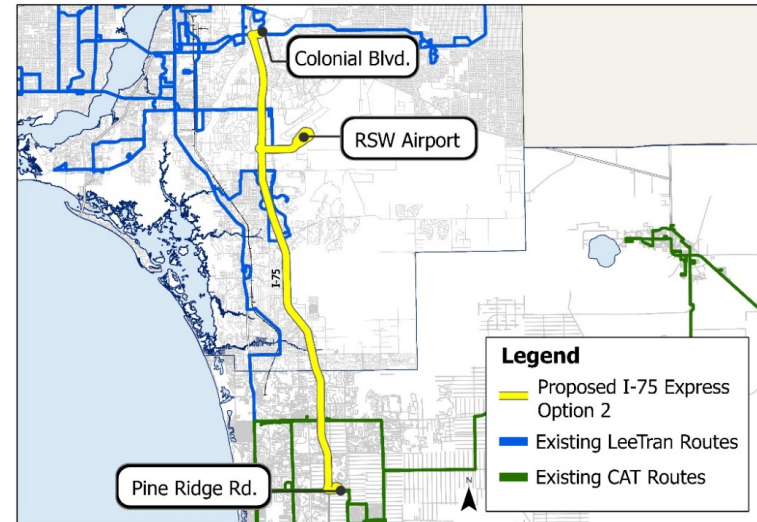 Colonial Blvd.
RSW Airport
I-75
Legend
Proposed I-75 Express
Option 2
Existing LeeTran Routes
Existing CAT Routes
Pine Ridge Rd.
N